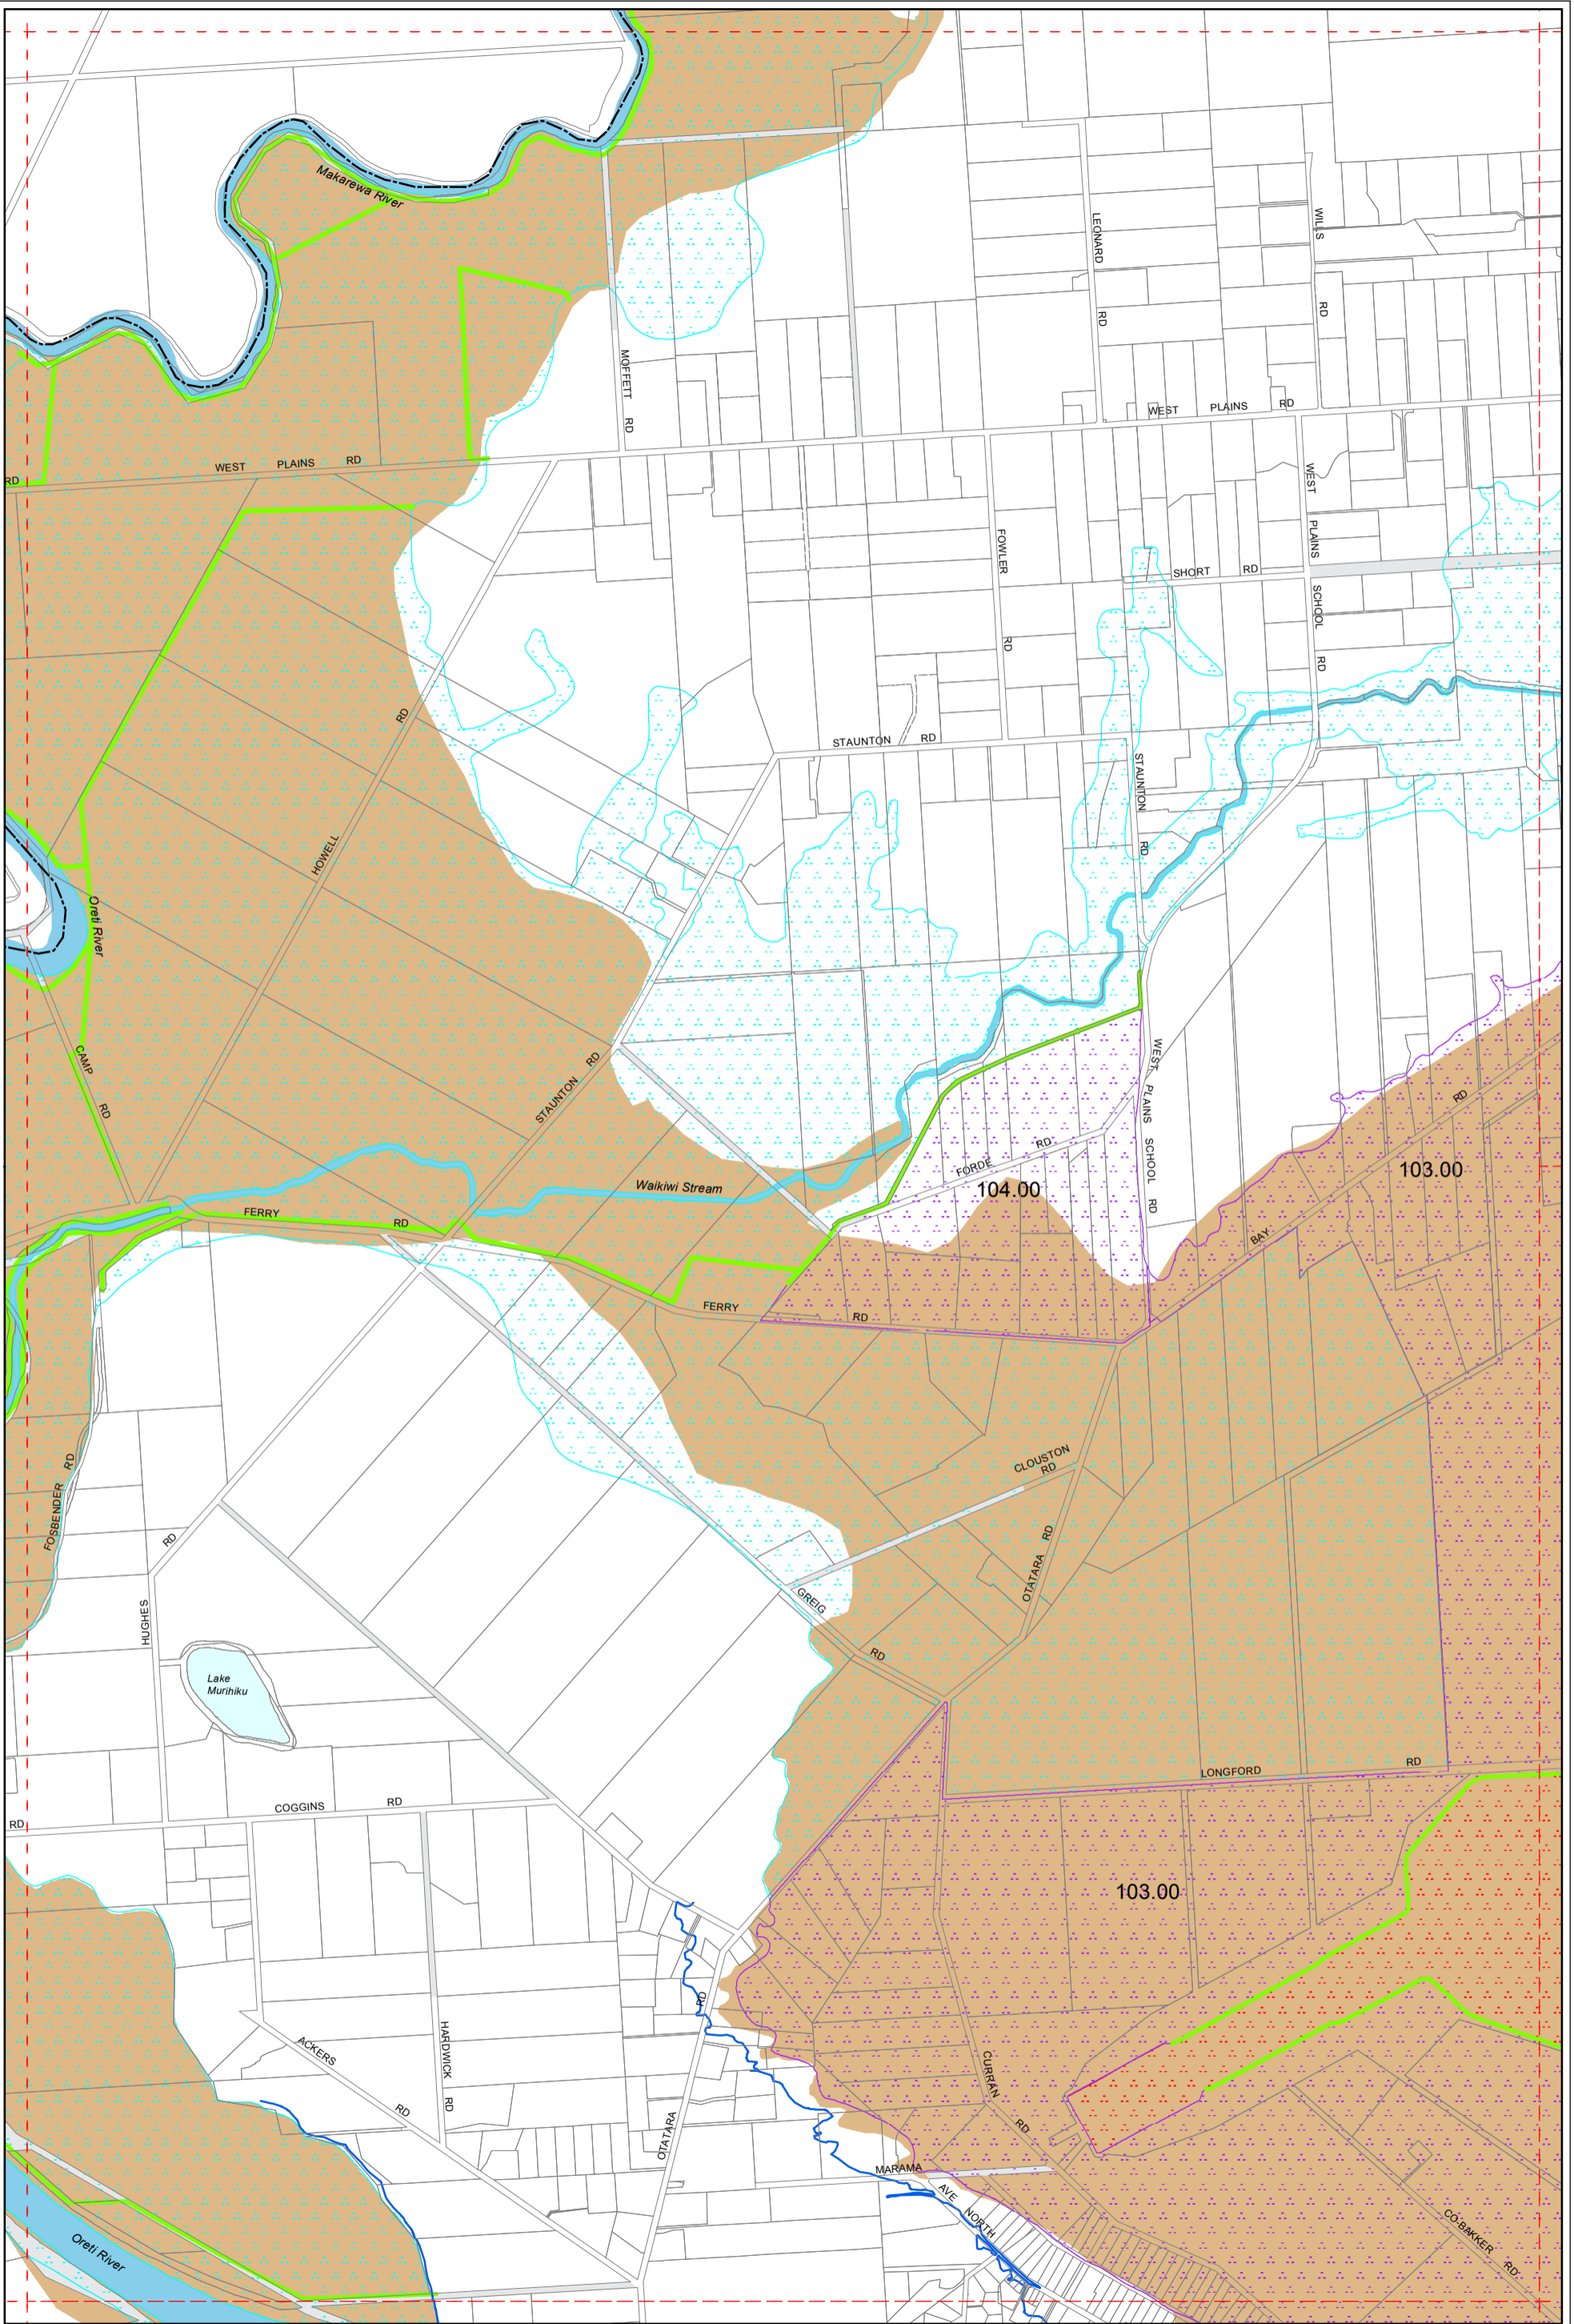 Makarewa River
LEONARD
RD
WILLS
RD
MOFFETT
RD
WEST PLAINS RD
WEST PLAINS RD
RD
WEST PLAINS SCHOOL RD
FOWLER
RD
SHORT RD
STAUNTON RD
STAUNTON
RD
RD
HOWELL
Oreti River
CAMP
RD
STAUNTON RD
WEST PLAINS SCHOOL RD
RD
FORDE RD
104.00
103.00
Waikiwi Stream
FERRY RD
BAY
FERRY RD
CLOUSTON
RD
FOSBENDER RD
RD
OTATARA RD
GREIG
RD
HUGHES
Lake
Murihiku
LONGFORD RD
COGGINS RD
RD
103.00
RD
HARDWICK
RD
ACKERS
RD
CURRAN
RD
OTATARA
MARAMA
AVE NORTH
CO-BAKKER
RD
Oreti River